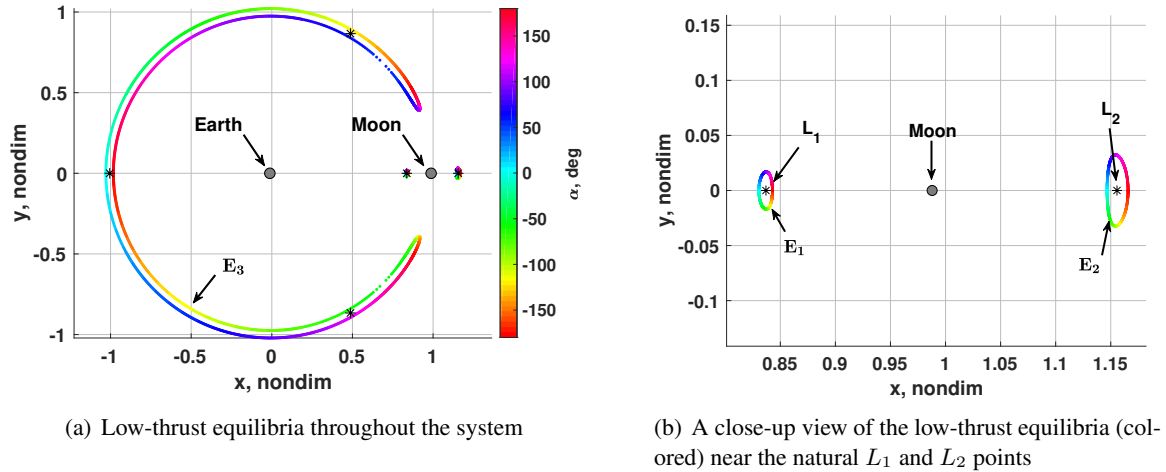 1
0.5
0
-0.5
-1
y, nondim
-1 -0.5 0 0.5 1
x, nondim
Earth
Moon
E3
150
100
50
0
-50
-100
-150
α, deg
(a) Low-thrust equilibria throughout the system
0.15
0.1
0.05
0
-0.05
-0.1
y, nondim
0.85 0.9 0.95 1 1.05 1.1 1.15
x, nondim
L1
Moon
L2
E1
E2
(b) A close-up view of the low-thrust equilibria (col-
ored) near the natural L1 and L2 points